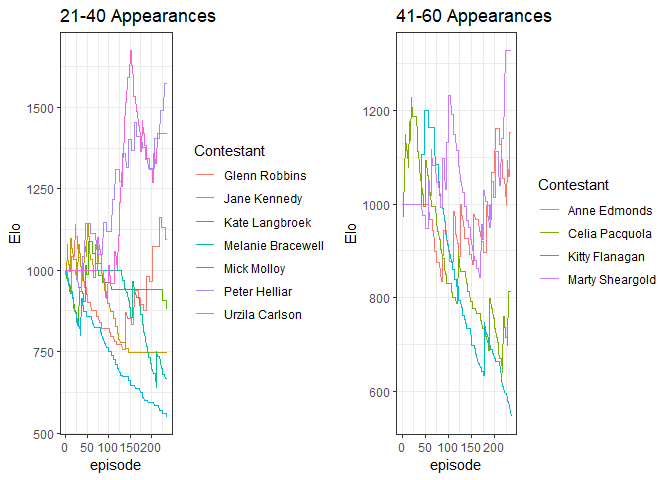 21-40 Appearances
1500
1250
1000
750
500
Elo
0 50 100 150 200
episode
Contestant
Glenn Robbins
Jane Kennedy
Kate Langbroek
Melanie Bracewell
Mick Molloy
Peter Helliar
Urzila Carlson
41-60 Appearances
1200
1000
800
600
Elo
0 50 100 150 200
episode
Contestant
Anne Edmonds
Celia Pacquola
Kitty Flanagan
Marty Sheargold